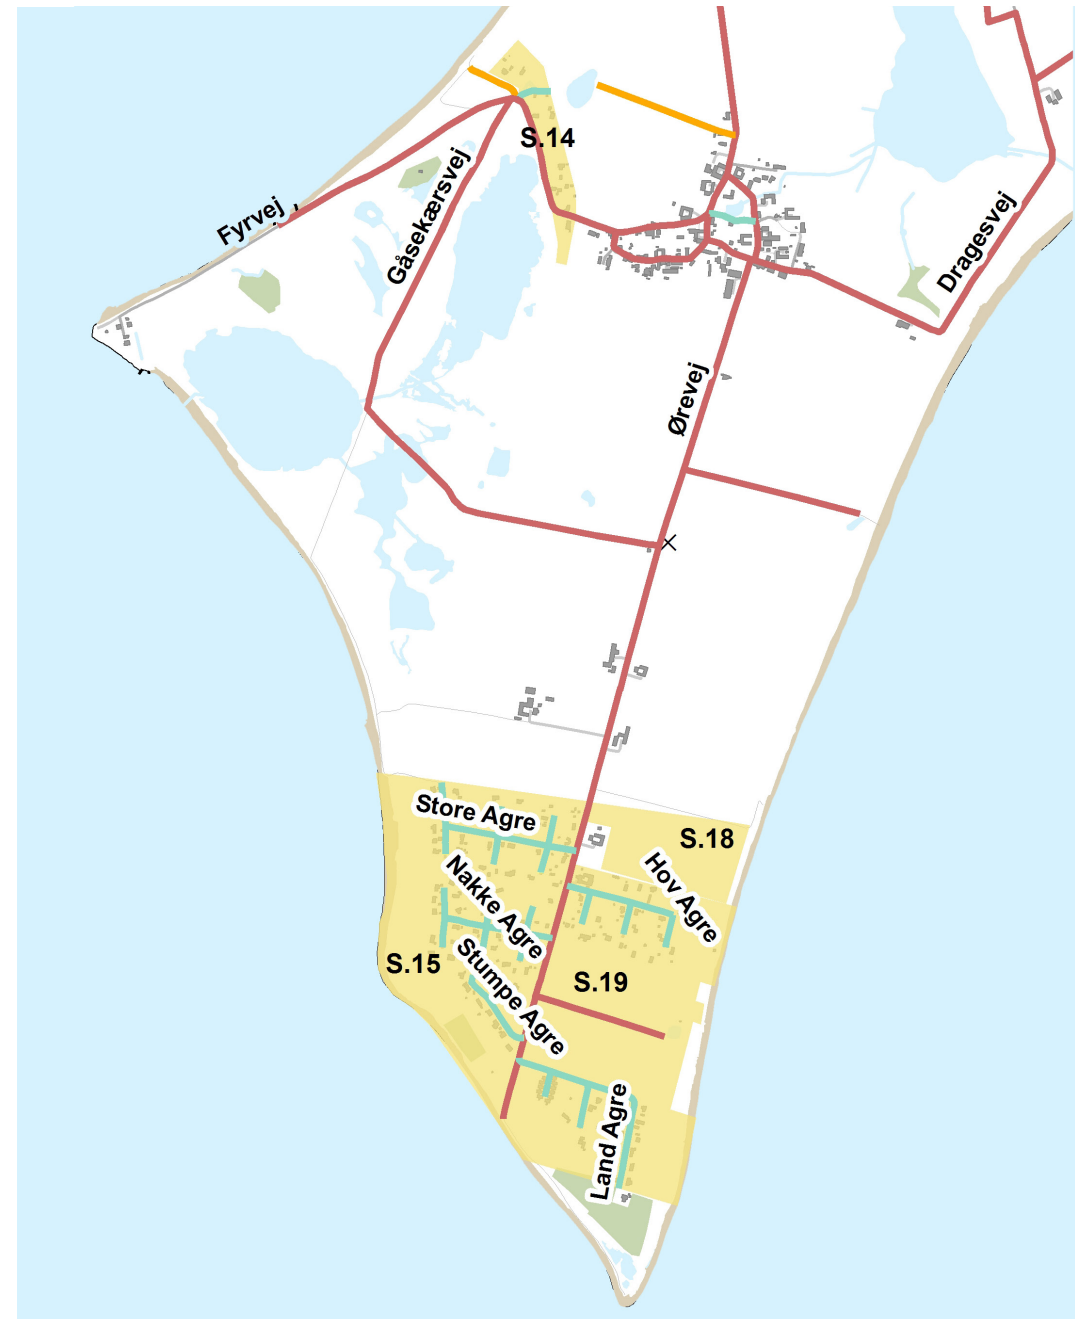 S.14
Fyrvej
Gåsekærsvej
Dragesvej
Ørevej
Store Agre
S.18
Hov Agre
Nakke Agre
S.15
S.19
Stumpe Agre
Land Agre